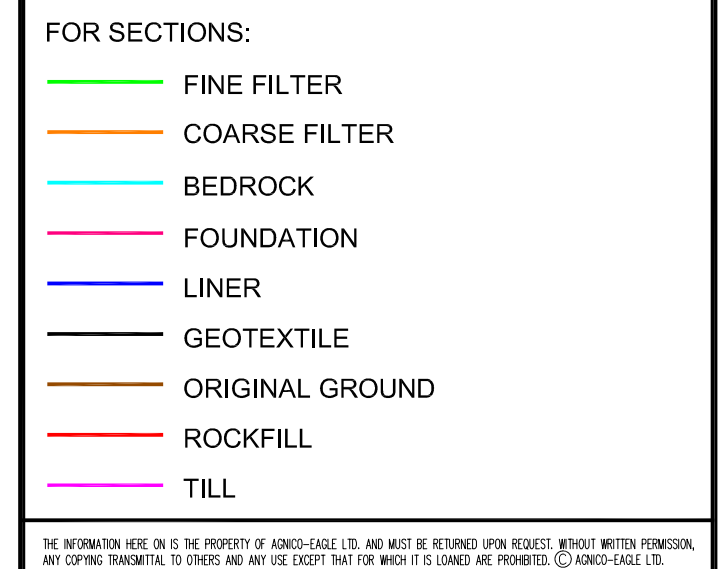 FOR SECTIONS:
FINE FILTER
COARSE FILTER
BEDROCK
FOUNDATION
LINER
GEOTEXTILE
ORIGINAL GROUND
ROCKFILL
TILL
THE INFORMATION HERE ON IS THE PROPERTY OF AGNICO-EAGLE LTD. AND MUST BE RETURNED UPON REQUEST. WITHOUT WRITTEN PERMISSION,
ANY COPYING TRANSMITTAL TO OTHERS AND ANY USE EXCEPT THAT FOR WHICH IT IS LOANED ARE PROHIBITED. © AGNICO-EAGLE LTD.